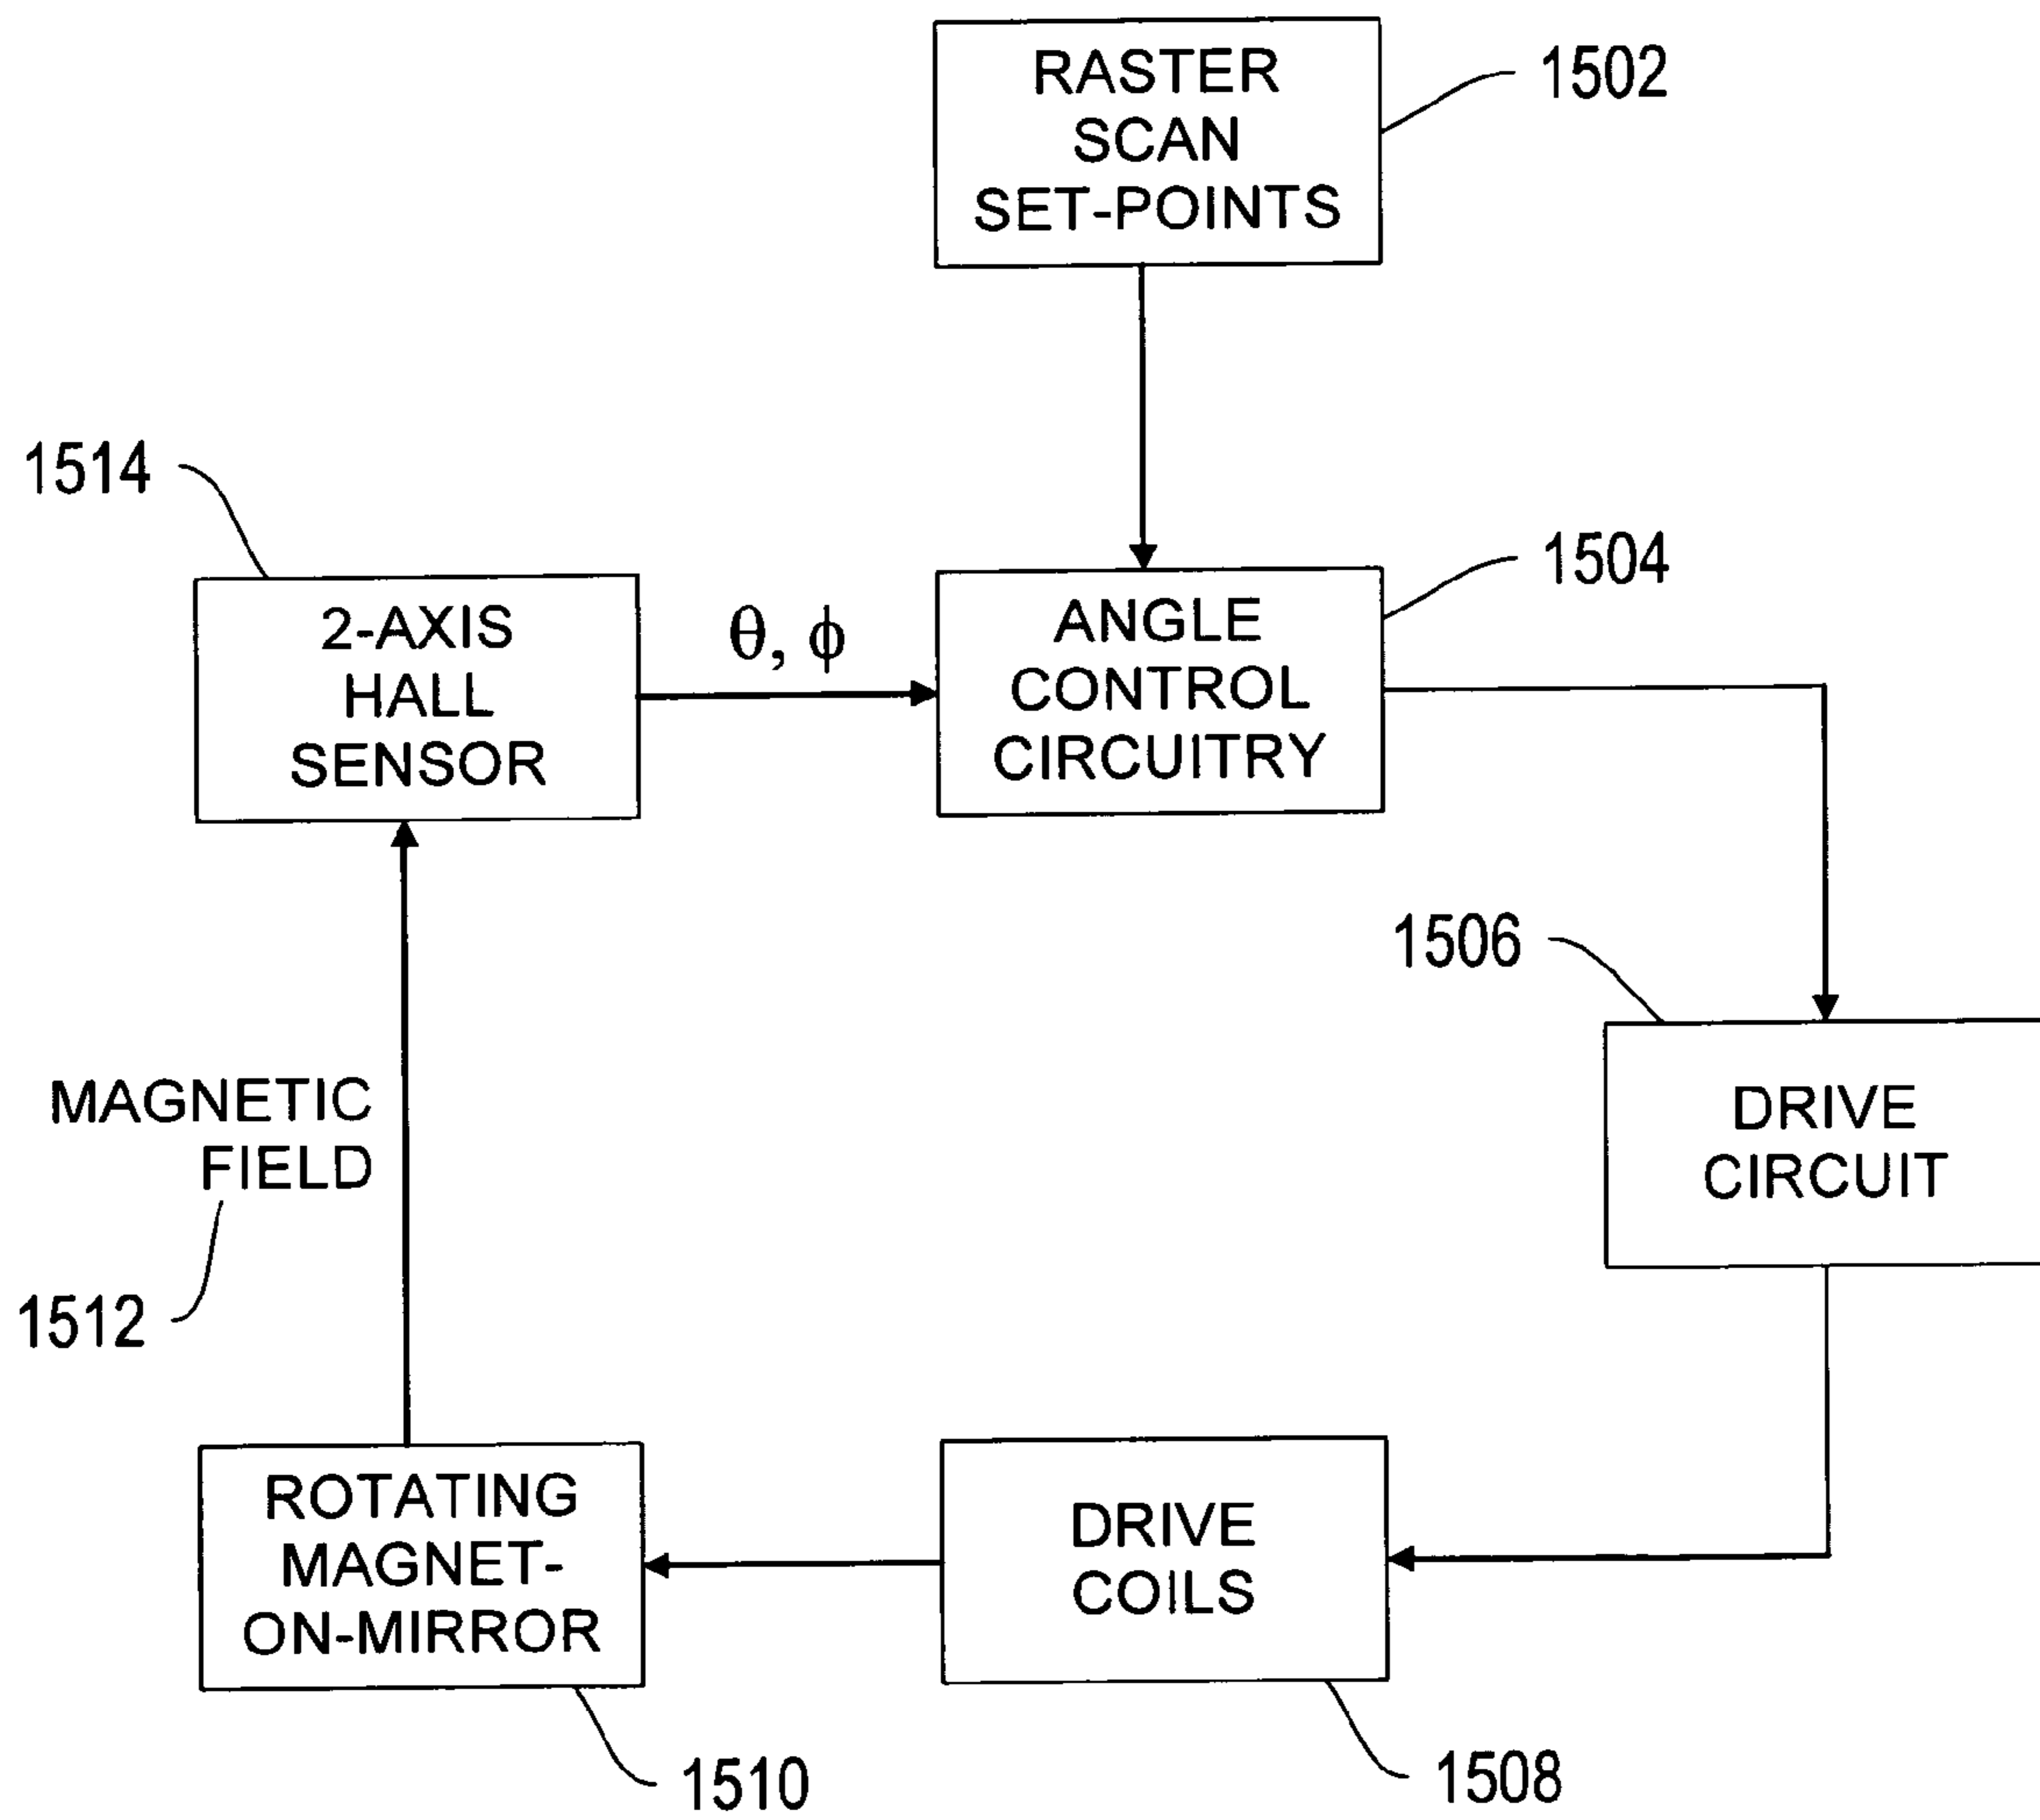 RASTER
SCAN
SET-POINTS
1502
1514
2-AXIS
HALL
SENSOR
θ, ϕ
1504
ANGLE
CONTROL
CIRCUITRY
1506
DRIVE
CIRCUIT
MAGNETIC
FIELD
1512
ROTATING
MAGNET-
ON-MIRROR
1510
DRIVE
COILS
1508